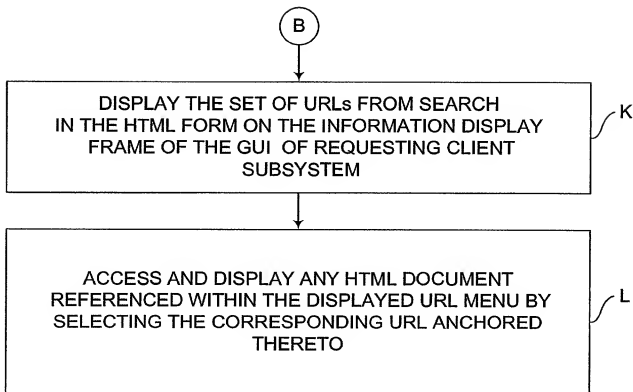 B
DISPLAY THE SET OF URLs FROM SEARCH
IN THE HTML FORM ON THE INFORMATION DISPLAY
FRAME OF THE GUI OF REQUESTING CLIENT
SUBSYSTEM
K
ACCESS AND DISPLAY ANY HTML DOCUMENT
REFERENCED WITHIN THE DISPLAYED URL MENU BY
SELECTING THE CORRESPONDING URL ANCHORED
THERETO
L